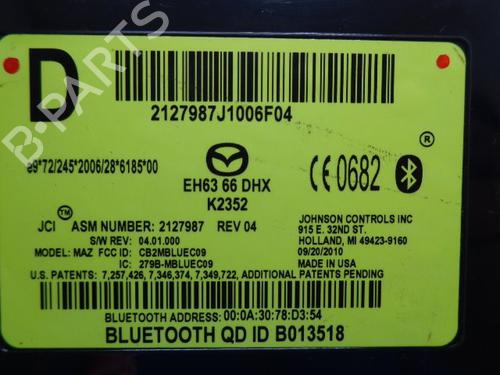 D
2127987J1006F04
B-PARTS
e9*72/245*2006/28*6185*00
EH63 66 DHX
K2352
CE0682
®
JCI™ ASM NUMBER: 2127987 REV 04
S/W REV: 04.01.000
MODEL: MAZ FCC ID: CB2MBLUEC09
IC: 279B-MBLUEC09
JOHNSON CONTROLS INC
915 E. 32ND ST.
HOLLAND, MI 49423-9160
09/20/2010
MADE IN USA
U.S. PATENTS: 7,257,426 7,346,374 7,349,722, ADDITIONAL PATENTS PENDING
BLUETOOTH ADDRESS: 00:0A:30:78:D3:54
BLUETOOTH QD ID B013518